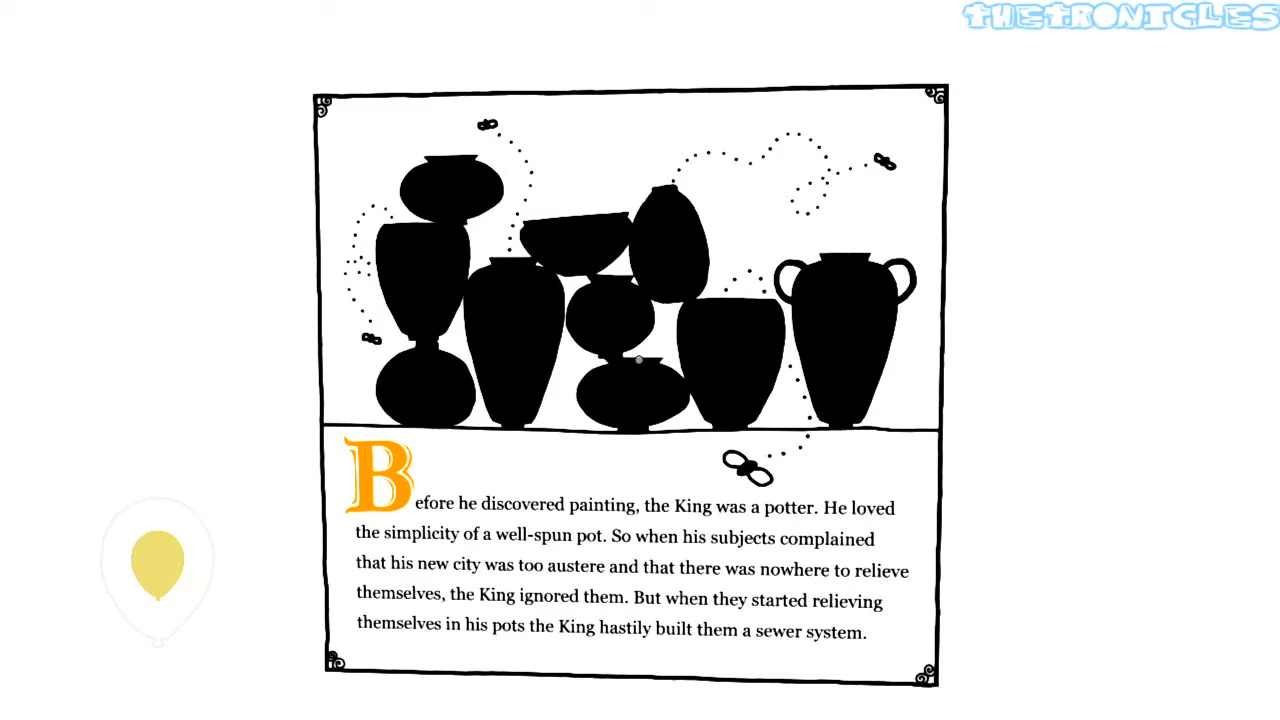 THETRONICLES
Before he discovered painting, the King was a potter. He loved
the simplicity of a well-spun pot. So when his subjects complained
that his new city was too austere and that there was nowhere to relieve
themselves, the King ignored them. But when they started relieving
themselves in his pots the King hastily built them a sewer system.